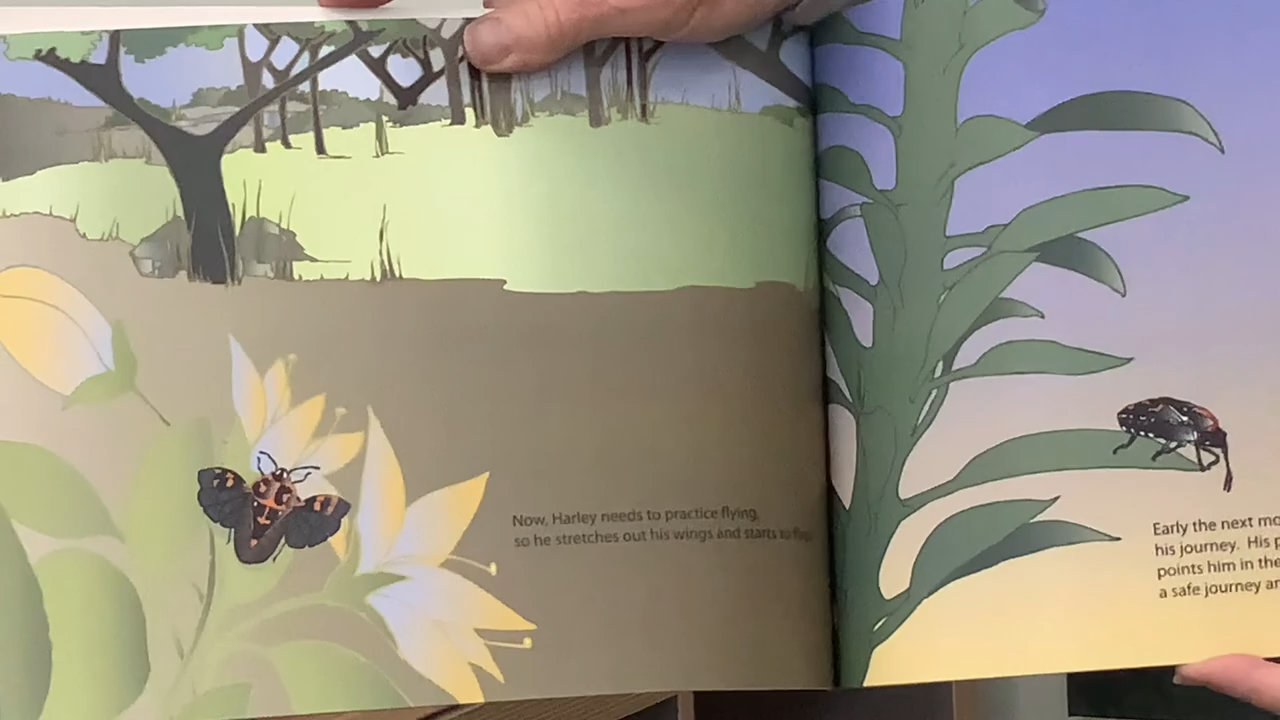 Now, Harley needs to practice flying,
so he stretches out his wings and starts to
Early the next
his journey. His
points him in the
a safe journey